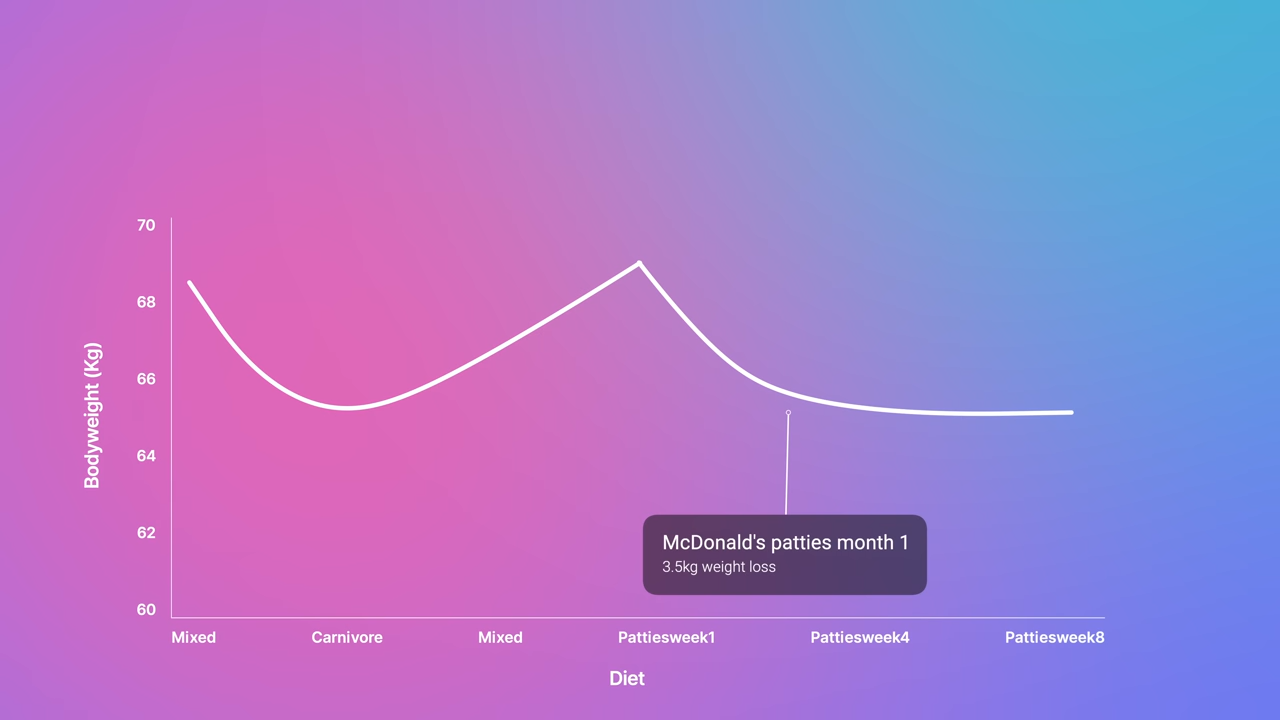 70
68
66
64
62
60
Bodyweight (Kg)
McDonald's patties month 1
3.5kg weight loss
Mixed Carnivore Mixed Pattiesweek1 Pattiesweek4 Pattiesweek8
Diet